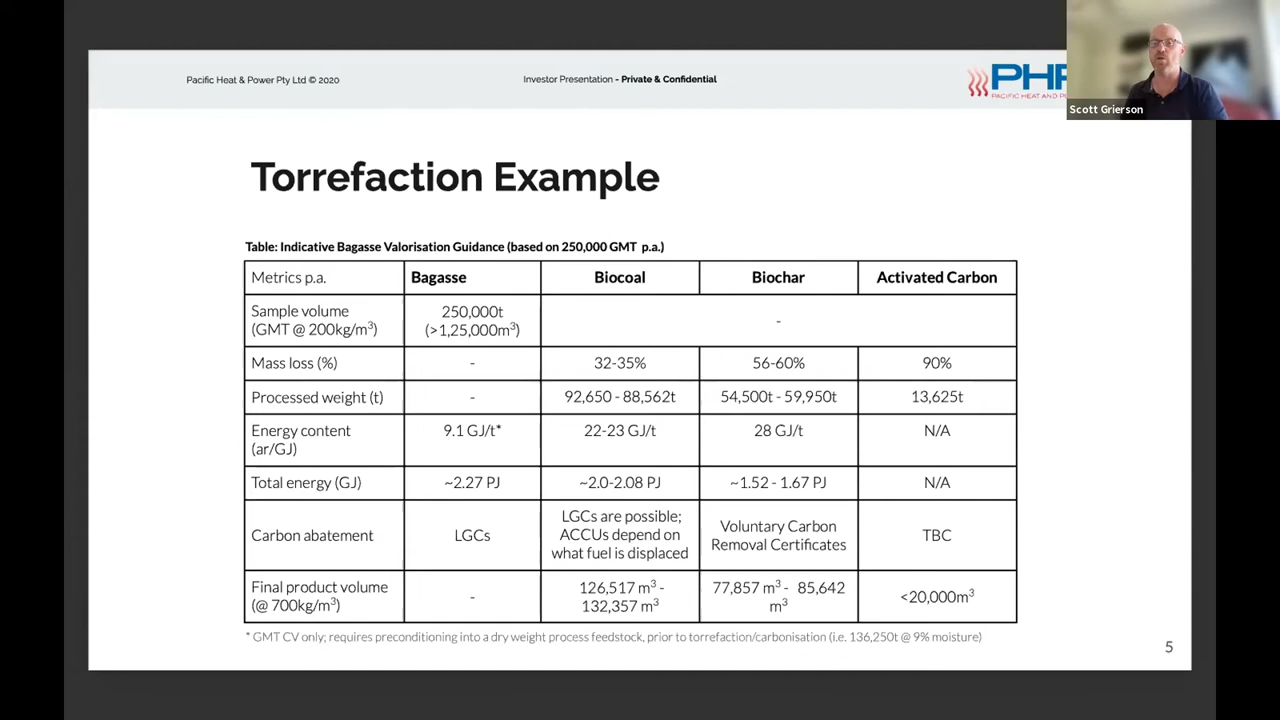 Pacific Heat & Power Pty Ltd © 2020
Investor Presentation - Private & Confidential
PHP
PACIFIC HEAT AND
Scott Grierson
Torrefaction Example
Table: Indicative Bagasse Valorisation Guidance (based on 250,000 GMT p.a.)
Metrics p.a. Bagasse Biocoal Biochar Activated Carbon
Sample volume (GMT @ 200kg/m³) 250,000t (>1,25,000m³) -
Mass loss (%) - 32-35% 56-60% 90%
Processed weight (t) - 92,650 - 88,562t 54,500t - 59,950t 13,625t
Energy content (ar/GJ) 9.1 GJ/t* 22-23 GJ/t 28 GJ/t N/A
Total energy (GJ) ~2.27 PJ ~2.0-2.08 PJ ~1.52 - 1.67 PJ N/A
Carbon abatement LGCs LGCs are possible; ACCUs depend on what fuel is displaced Voluntary Carbon Removal Certificates TBC
Final product volume (@ 700kg/m³) - 126,517 m³ - 132,357 m³ 77,857 m³ - 85,642 m³ <20,000m³
* GMT CV only; requires preconditioning into a dry weight process feedstock, prior to torrefaction/carbonisation (i.e. 136,250t @ 9% moisture)
5